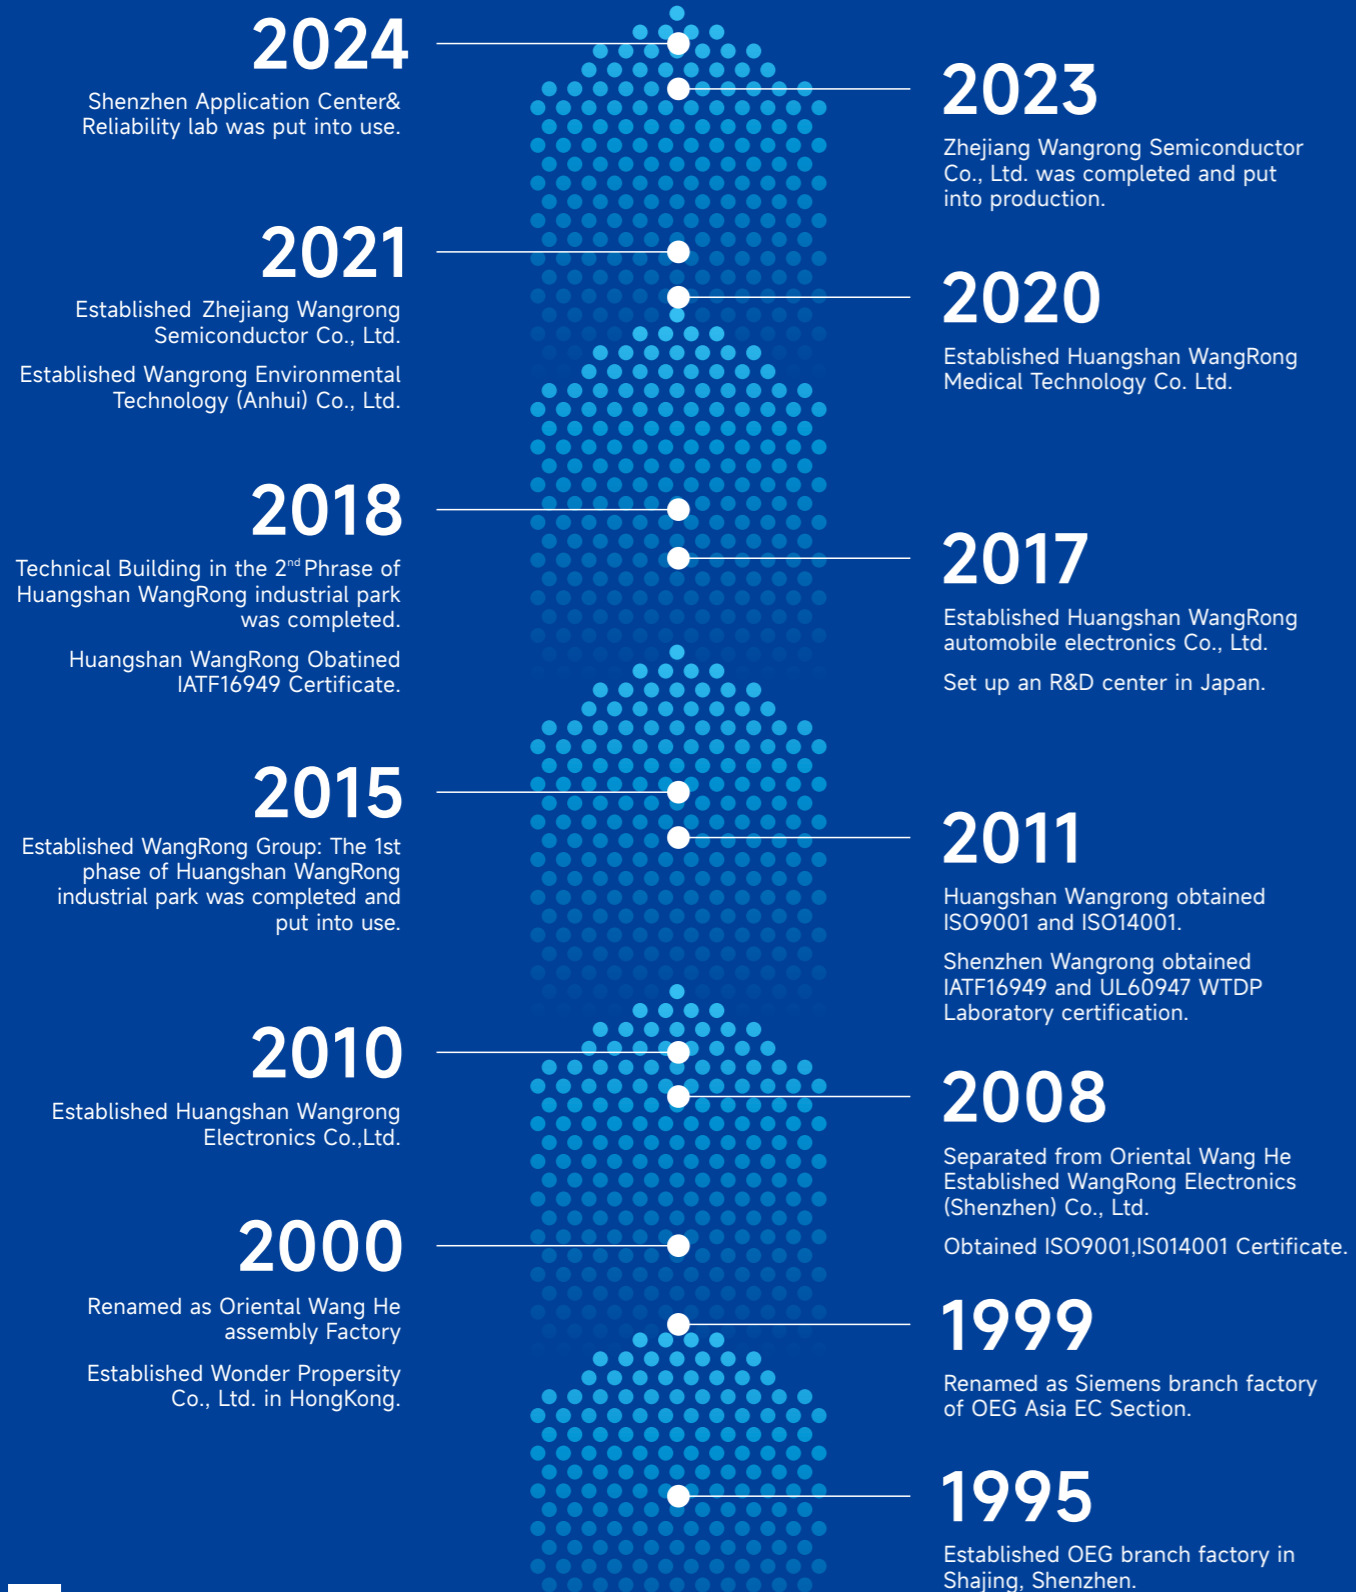 2024
Shenzhen Application Center&
Reliability lab was put into use.
2023
Zhejiang Wangrong Semiconductor
Co., Ltd. was completed and put
into production.
2021
Established Zhejiang Wangrong
Semiconductor Co., Ltd.
Established Wangrong Environmental
Technology (Anhui) Co., Ltd.
2020
Established Huangshan WangRong
Medical Technology Co. Ltd.
2018
Technical Building in the 2nd Phrase of
Huangshan WangRong industrial park
was completed.
Huangshan WangRong Obatined
IATF16949 Certificate.
2017
Established Huangshan WangRong
automobile electronics Co., Ltd.
Set up an R&D center in Japan.
2015
Established WangRong Group: The 1st
phase of Huangshan WangRong
industrial park was completed and
put into use.
2011
Huangshan Wangrong obtained
ISO9001 and ISO14001.
Shenzhen Wangrong obtained
IATF16949 and UL60947 WTDP
Laboratory certification.
2010
Established Huangshan Wangrong
Electronics Co.,Ltd.
2008
Separated from Oriental Wang He
Established WangRong Electronics
(Shenzhen) Co., Ltd.
Obtained ISO9001,IS014001 Certificate.
2000
Renamed as Oriental Wang He
assembly Factory
Established Wonder Propersity
Co., Ltd. in HongKong.
1999
Renamed as Siemens branch factory
of OEG Asia EC Section.
1995
Established OEG branch factory in
Shajing, Shenzhen.